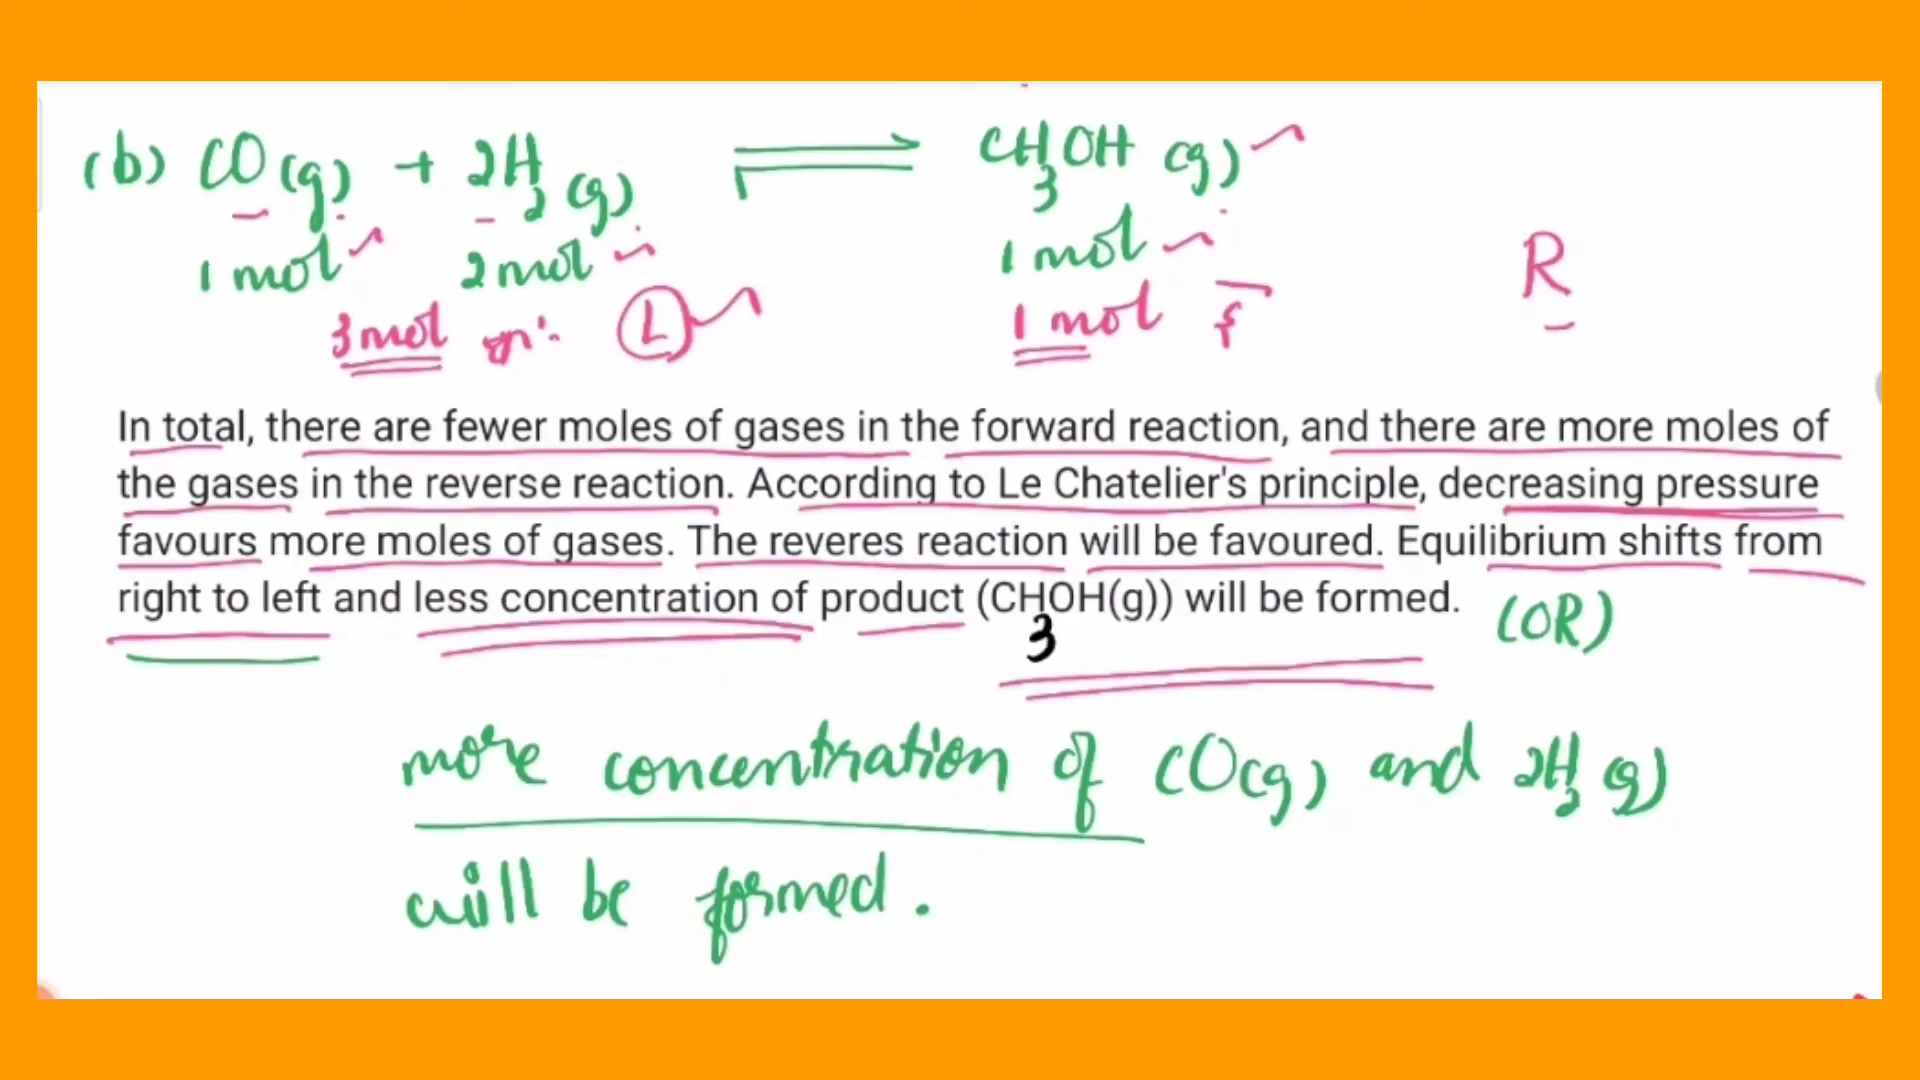 (b) CO(g) + 2H2(g) ⇌ CH3OH (g)
1 mol 2 mol 1 mol R
3 mol L 1 mol f
In total, there are fewer moles of gases in the forward reaction, and there are more moles of
the gases in the reverse reaction. According to Le Chatelier's principle, decreasing pressure
favours more moles of gases. The reveres reaction will be favoured. Equilibrium shifts from
right to left and less concentration of product (CHOH(g)) will be formed. (OR)
3
more concentration of CO(g) and 2H2(g)
will be formed.